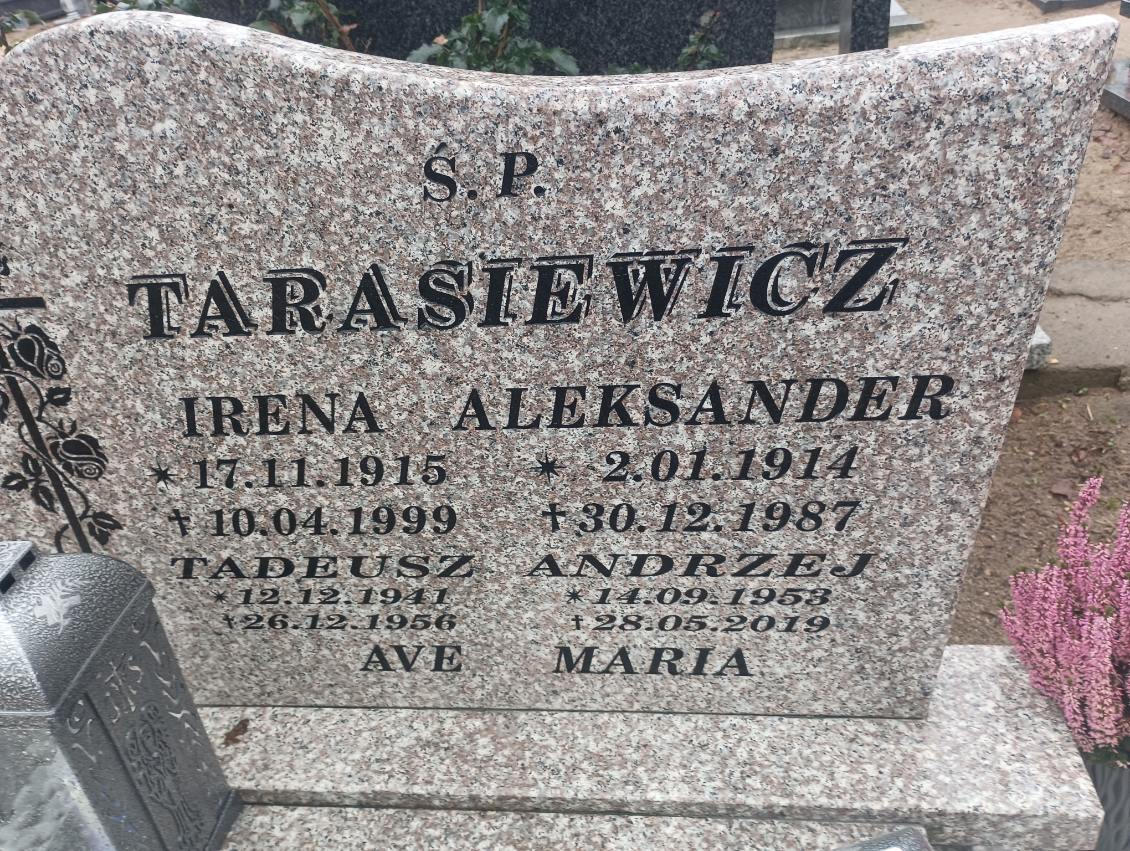 Ś. P.
TARASIEWICZ
IRENA ALEKSANDER
* 17.11.1915 * 2.01.1914
† 10.04.1999 † 30.12.1987
TADEUSZ ANDRZEJ
* 12.12.1941 * 14.09.1953
† 26.12.1956 † 28.05.2019
AVE MARIA